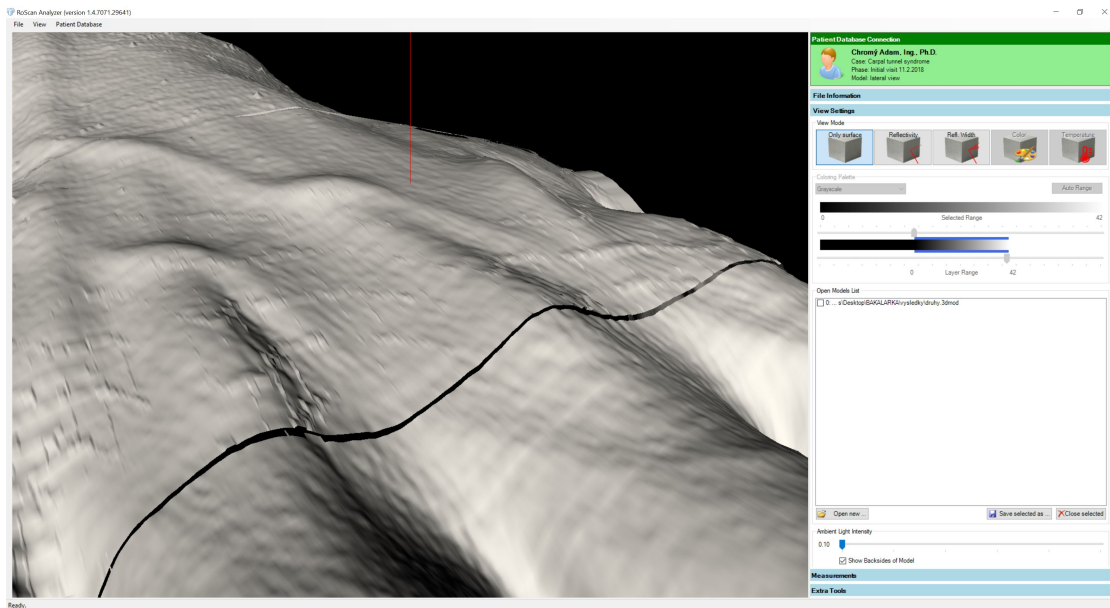 RoScan Analyzer (version 1.4.7071.29641)
File View Patient Database
Patient Database Connection
Chromý Adam, Ing., Ph.D.
Case: Carpal tunnel syndrome
Phase: Initial visit 11.2.2018
Model: lateral view
File Information
View Settings
View Mode
Only surface Reflectivity Refl. Width Color Temperature
Coloring Palette
Grayscale Auto Range
0 Selected Range 42
0 Layer Range 42
Open Models List
0: ... s\Desktop\BAKALARKA\vysledky\druhy.3dmod
Open new ... Save selected as ... Close selected
Ambient Light Intensity
0.10
Show Backsides of Model
Measurements
Extra Tools
Ready.